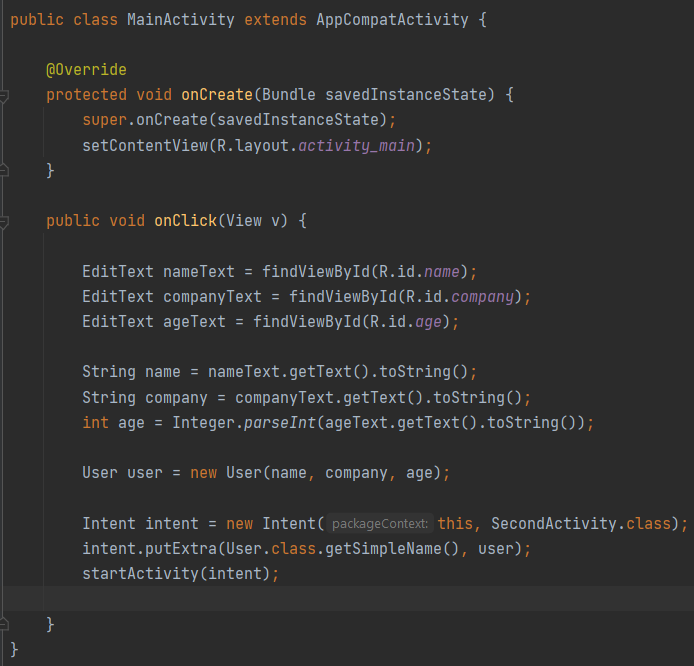 public class MainActivity extends AppCompatActivity {
@Override
protected void onCreate(Bundle savedInstanceState) {
super.onCreate(savedInstanceState);
setContentView(R.layout.activity_main);
}
public void onClick(View v) {
EditText nameText = findViewById(R.id.name);
EditText companyText = findViewById(R.id.company);
EditText ageText = findViewById(R.id.age);
String name = nameText.getText().toString();
String company = companyText.getText().toString();
int age = Integer.parseInt(ageText.getText().toString());
User user = new User(name, company, age);
Intent intent = new Intent( packageContext: this, SecondActivity.class);
intent.putExtra(User.class.getSimpleName(), user);
startActivity(intent);
}
}